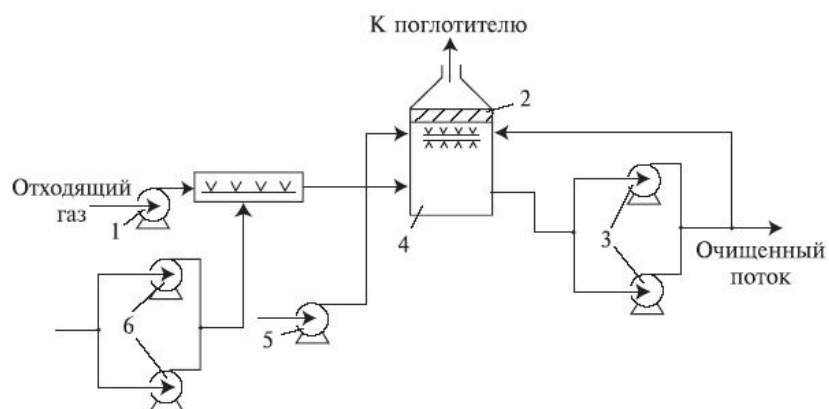 К поглотителю
2
Отходящий
газ
1
4
3
Очищенный
поток
6
5